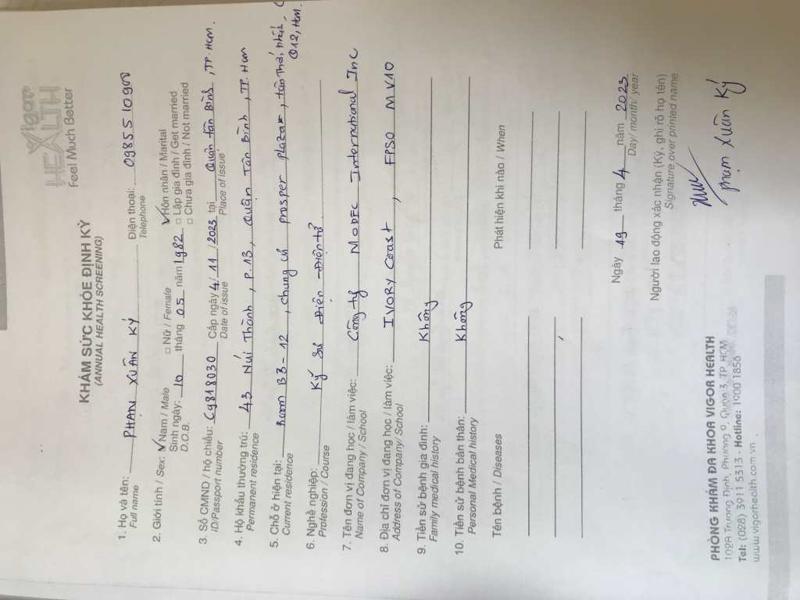 Vigor
HEALTH
Feel Much Better
KHÁM SỨC KHỎE ĐỊNH KỲ
(ANNUAL HEALTH SCREENING)
1. Họ và tên: PHẠM XUÂN KÝ Điện thoại: 0985510908
Full name Telephone
2. Giới tính / Sex: ✓Nam / Male □ Nữ / Female ✓Hôn nhân / Marital
Sinh ngày: 10 tháng 05 năm 1982 □ Lập gia đình / Get married
D.O.B. □ Chưa gia đình / Not married
3. Số CMND / hộ chiếu: C9818030 Cấp ngày 4/11/2023 tại Quận Tân Bình, TP. HCM.
ID/Passport number Date of issue Place of issue
4. Hộ khẩu thường trú: 43 Núi Thành, P.13, Quận Tân Bình, TP. HCM
Permanent residence
5. Chỗ ở hiện tại: Room B3-12, chung cư prosper plaza, tân Thới Nhất,
Current residence Q12, HCM.
6. Nghề nghiệp: Kỹ Sư Điện - Điện tử
Profession / Course
7. Tên đơn vị đang học / làm việc: Công ty MODEC International Inc
Name of Company / School
8. Địa chỉ đơn vị đang học / làm việc: IVORY Coast, FPSO MV10
Address of Company/ School
9. Tiền sử bệnh gia đình: Không
Family medical history
10. Tiền sử bệnh bản thân: Không
Personal Medical history
Tên bệnh / Diseases Phát hiện khi nào / When
Ngày 19 tháng 4 năm 2023
Day/ month/ year
Người lao động xác nhận (Ký, ghi rõ họ tên)
Signature over printed name
phạm Xuân Ký
PHÒNG KHÁM ĐA KHOA VIGOR HEALTH
102A Trương Định, Phường 9, Quận 3, TP. HCM
Tel: (028) 3911 5313 - Hotline: 1900 1856
www.vigorhealth.com.vn